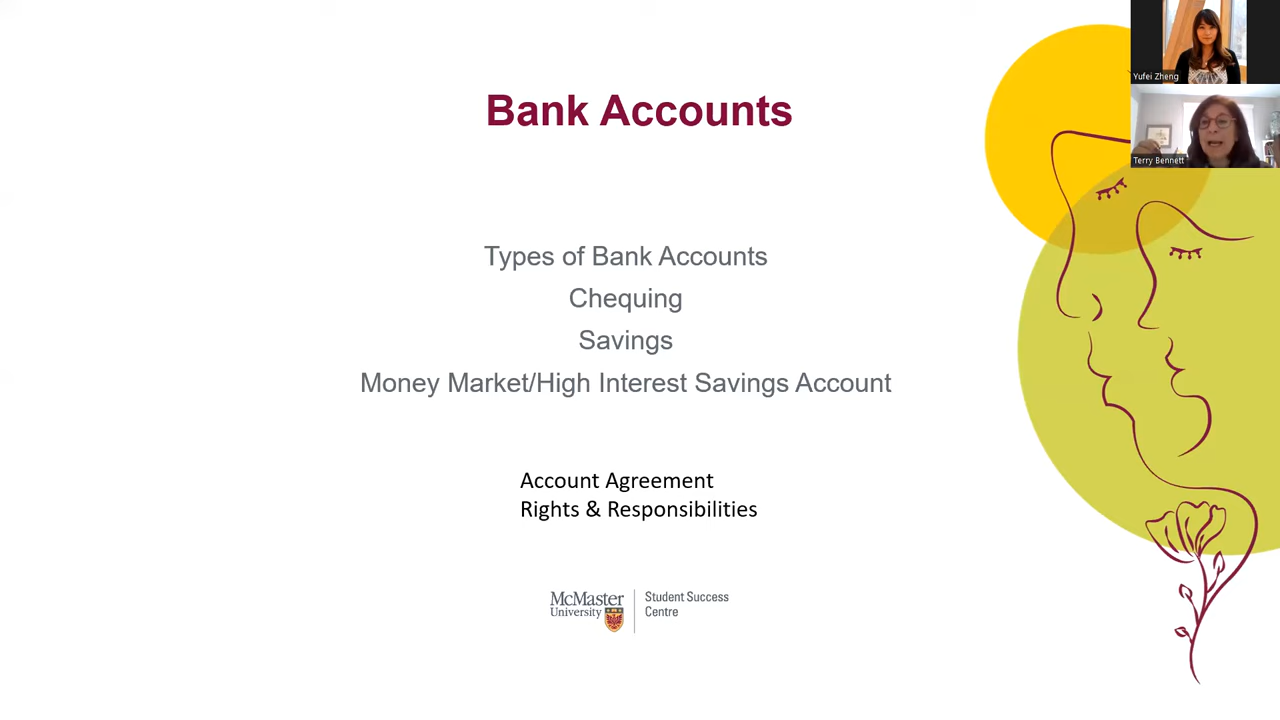 Bank Accounts
Types of Bank Accounts
Chequing
Savings
Money Market/High Interest Savings Account
Account Agreement
Rights & Responsibilities
McMaster
University
Student Success
Centre
Yufei Zheng
Terry Bennett